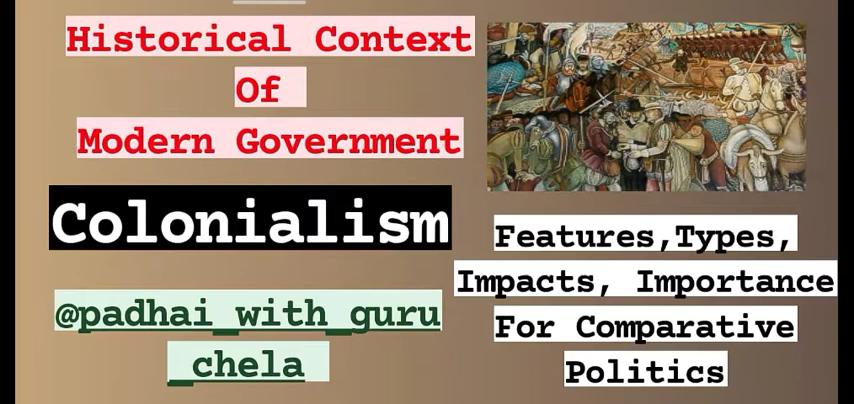 Historical Context
Of
Modern Government
Colonialism
@padhai_with_guru
_chela
Features,Types,
Impacts, Importance
For Comparative
Politics